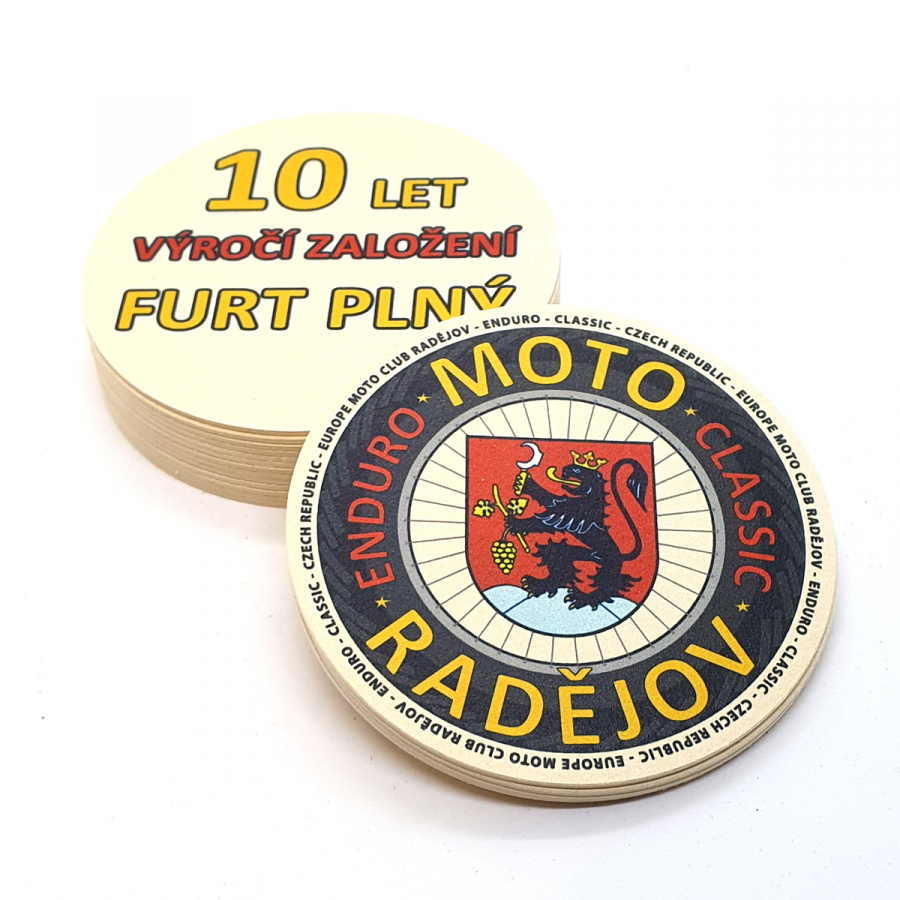 10 LET
VÝROČÍ ZALOŽENÍ
FURT PLNÝ
MOTO
ENDURO
CLASSIC
RADĚJOV
EUROPE MOTO CLUB RADĚJOV - ENDURO - CLASSIC - CZECH REPUBLIC - EUROPE MOTO CLUB RADĚJOV - ENDURO - CLASSIC - CZECH REPUBLIC - EUROPE MOTO CLUB RADĚJOV - ENDURO - CLASSIC - CZECH REPUBLIC -